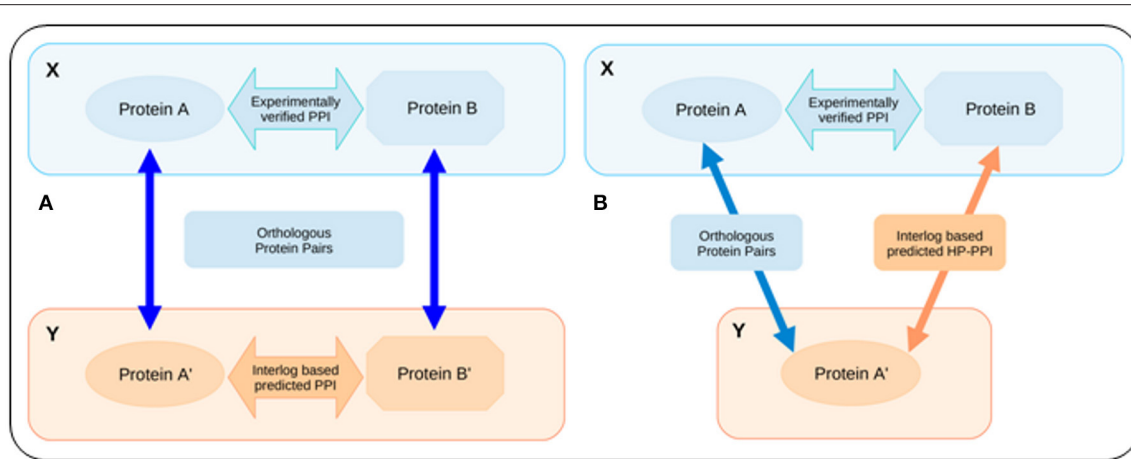 X
Protein A
Experimentally
verified PPI
Protein B
A
Orthologous
Protein Pairs
Y
Protein A'
Interlog based
predicted PPI
Protein B'
X
Protein A
Experimentally
verified PPI
Protein B
B
Orthologous
Protein Pairs
Interlog based
predicted HP-PPI
Y
Protein A'